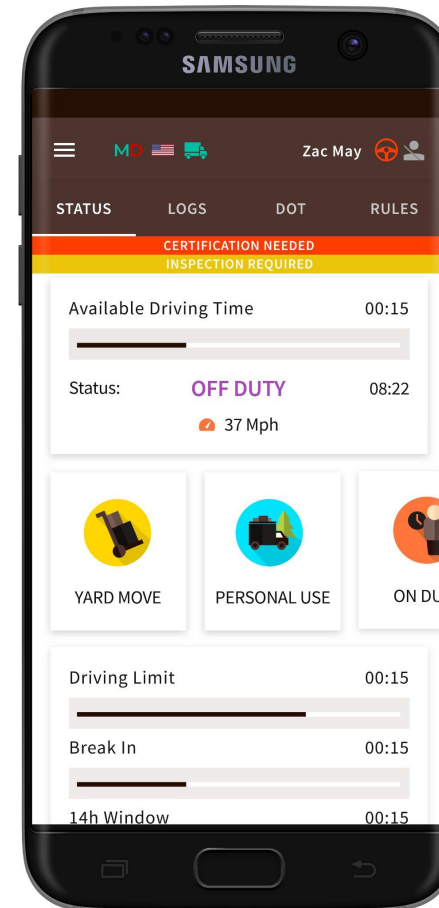 SAMSUNG
MD Zac May
STATUS LOGS DOT RULES
CERTIFICATION NEEDED
INSPECTION REQUIRED
Available Driving Time 00:15
Status: OFF DUTY 08:22
37 Mph
YARD MOVE PERSONAL USE ON DU
Driving Limit 00:15
Break In 00:15
14h Window 00:15